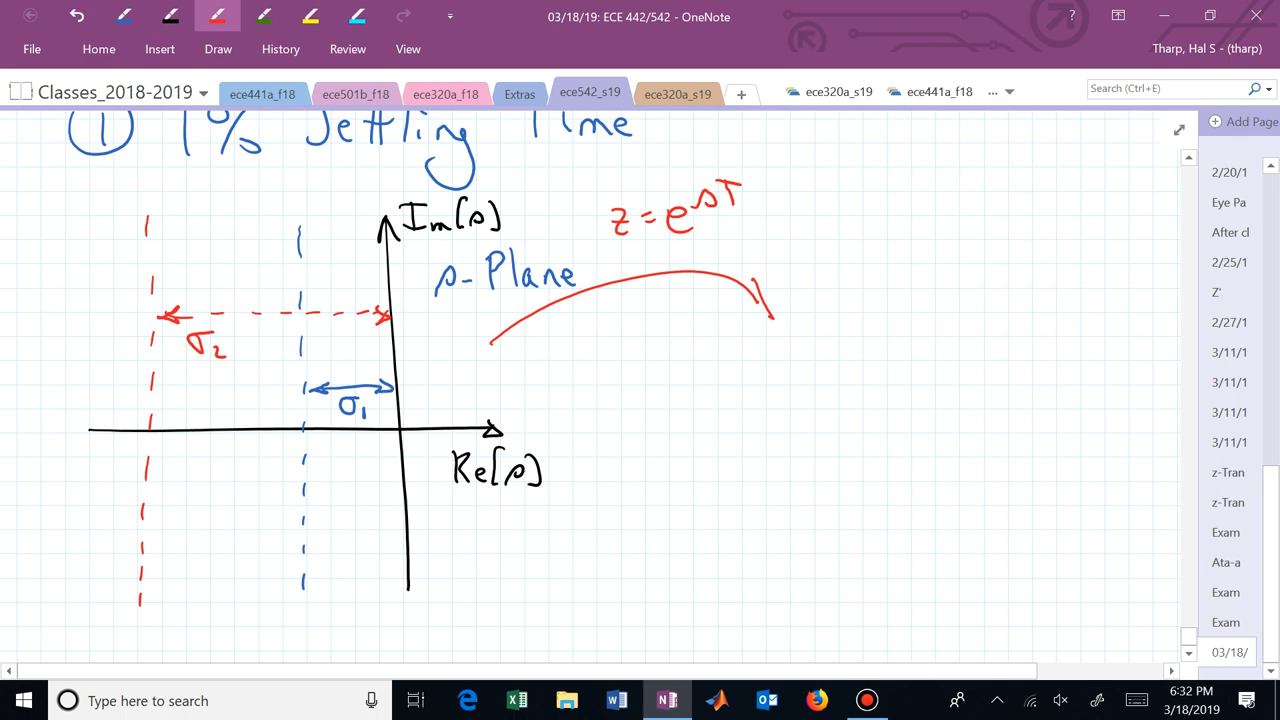 03/18/19: ECE 442/542 - OneNote
?
File Home Insert Draw History Review View
Tharp, Hal S - (tharp)
Classes_2018-2019 ece441a_f18 ece501b_f18 ece320a_f18 Extras ece542_s19 ece320a_s19 ece320a_s19 ece441a_f18 ...
Search (Ctrl+E)
Add Page
① 1% Settling Time
2/20/1
Eye Pa
After cl
2/25/1
Z'
2/27/1
3/11/1
3/11/1
3/11/1
3/11/1
z-Tran
z-Tran
Exam
Ata-a
Exam
Exam
03/18/
Im[s]
z = e^sT
s-Plane
σ2
σ1
Re[s]
Type here to search
6:32 PM
3/18/2019